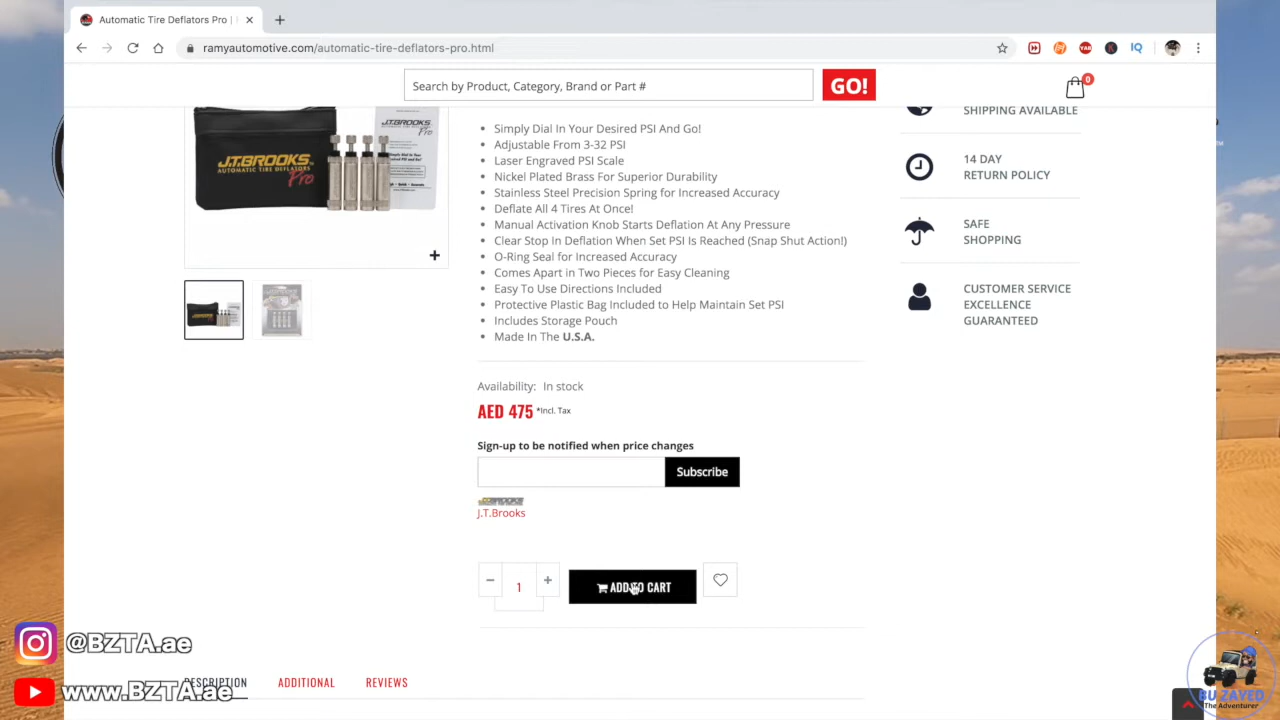 Automatic Tire Deflators Pro |
ramyautomotive.com/automatic-tire-deflators-pro.html
YAB
K
IQ
Search by Product, Category, Brand or Part #
GO!
0
J.T.BROOKS
AUTOMATIC TIRE DEFLATORS
Pro
J.T.BROOKS
Pro
Simply Dial In Your Desired PSI And Go!
Adjustable From 3-32 PSI
Laser Engraved PSI Scale
Nickel Plated Brass For Superior Durability
Stainless Steel Precision Spring for Increased Accuracy
Deflate All 4 Tires At Once!
Manual Activation Knob Starts Deflation At Any Pressure
Clear Stop In Deflation When Set PSI Is Reached (Snap Shut Action!)
O-Ring Seal for Increased Accuracy
Comes Apart in Two Pieces for Easy Cleaning
Easy To Use Directions Included
Protective Plastic Bag Included to Help Maintain Set PSI
Includes Storage Pouch
Made In The U.S.A.
SHIPPING AVAILABLE
14 DAY
RETURN POLICY
SAFE
SHOPPING
CUSTOMER SERVICE
EXCELLENCE
GUARANTEED
Availability: In stock
AED 475 *Incl. Tax
Sign-up to be notified when price changes
Subscribe
J.T.BROOKS
J.T.Brooks
− 1 +
ADD TO CART
DESCRIPTION
ADDITIONAL
REVIEWS
@BZTA.ae
www.BZTA.ae
BU ZAYED
The Adventurer